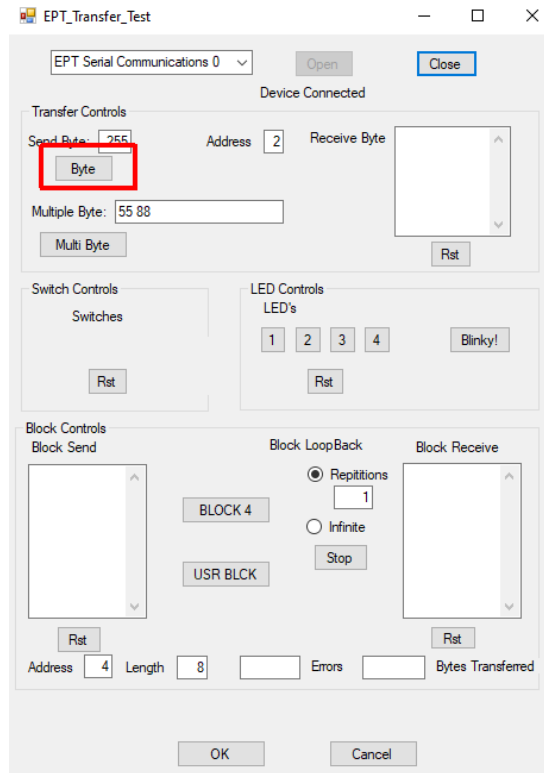 EPT_Transfer_Test
EPT Serial Communications 0
Open
Close
Device Connected
Transfer Controls
Send Byte: 255
Address 2
Receive Byte
Byte
Multiple Byte: 55 88
Multi Byte
Rst
Switch Controls
Switches
Rst
LED Controls
LED's
1 2 3 4
Blinky!
Rst
Block Controls
Block Send
Block LoopBack
Block Receive
Repititions
1
BLOCK 4
Infinite
Stop
USR BLCK
Rst
Rst
Address 4 Length 8 Errors Bytes Transferred
OK
Cancel